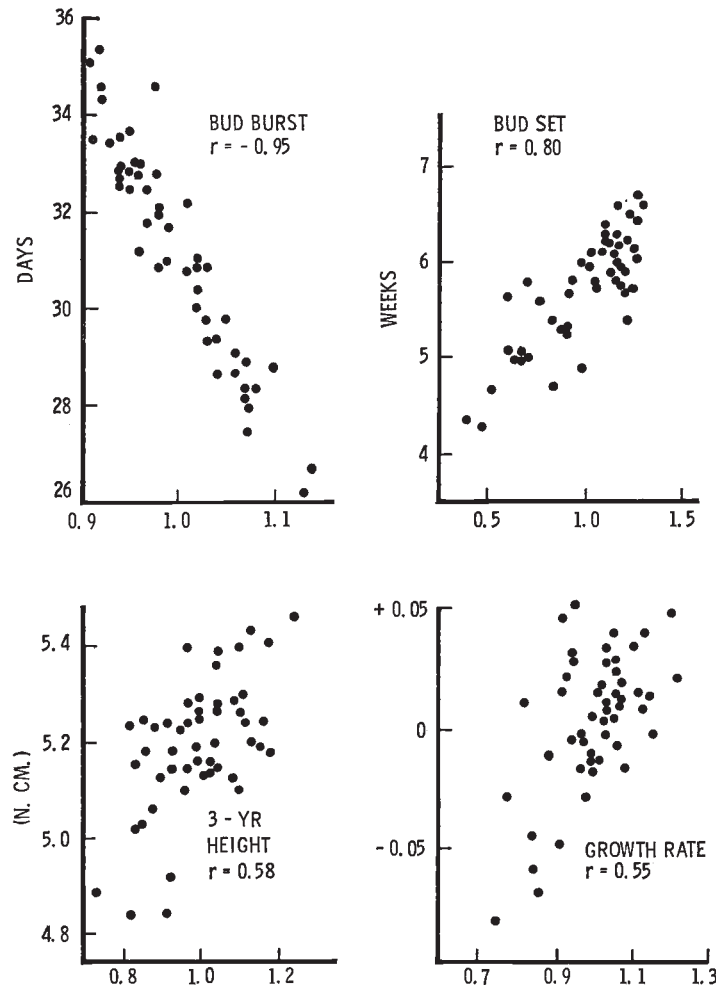 36
34
32
30
28
26
DAYS
BUD BURST
r = - 0. 95
0. 9
1. 0
1. 1
7
6
5
4
WEEKS
BUD SET
r = 0. 80
0. 5
1. 0
1. 5
5. 4
5. 2
5. 0
4. 8
(N. CM.)
3 - YR
HEIGHT
r = 0. 58
0. 8
1. 0
1. 2
+ 0. 05
0
- 0. 05
GROWTH RATE
r = 0. 55
0. 7
0. 9
1. 1
1. 3